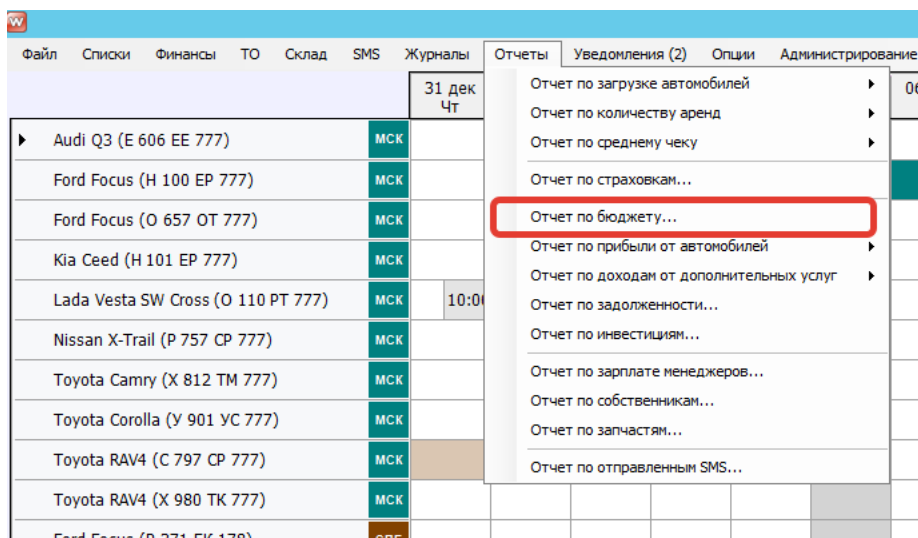 Файл Списки Финансы ТО Склад SMS Журналы Отчеты Уведомления (2) Опции Администрирование
31 дек
Чт
Отчет по загрузке автомобилей
Отчет по количеству аренд
Отчет по среднему чеку
Отчет по страховкам...
Отчет по бюджету...
Отчет по прибыли от автомобилей
Отчет по доходам от дополнительных услуг
Отчет по задолженности...
Отчет по инвестициям...
Отчет по зарплате менеджеров...
Отчет по собственникам...
Отчет по запчастям...
Отчет по отправленным SMS...
Audi Q3 (E 606 EE 777) МСК
Ford Focus (Н 100 ЕР 777) МСК
Ford Focus (О 657 ОТ 777) МСК
Kia Ceed (Н 101 ЕР 777) МСК
Lada Vesta SW Cross (О 110 РТ 777) МСК 10:0
Nissan X-Trail (Р 757 СР 777) МСК
Toyota Camry (Х 812 ТМ 777) МСК
Toyota Corolla (У 901 УС 777) МСК
Toyota RAV4 (С 797 СР 777) МСК
Toyota RAV4 (Х 980 ТК 777) МСК